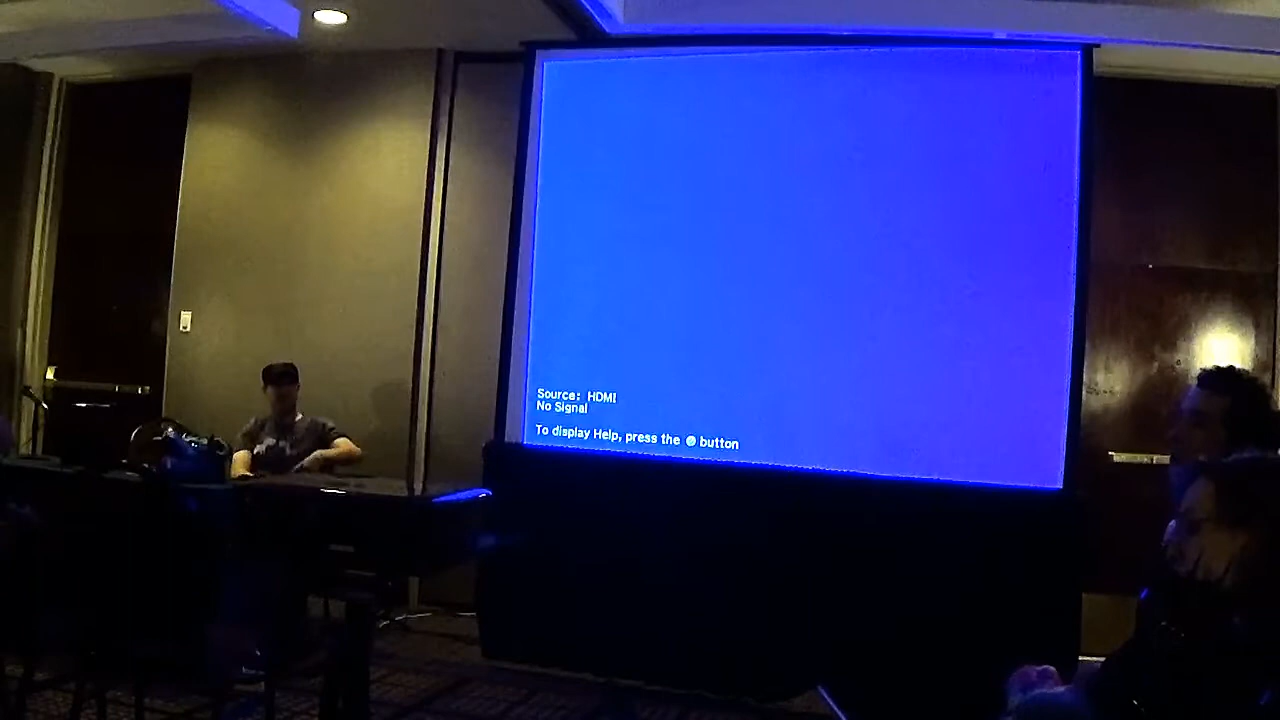 Source: HDMI
No Signal
To display Help, press the button